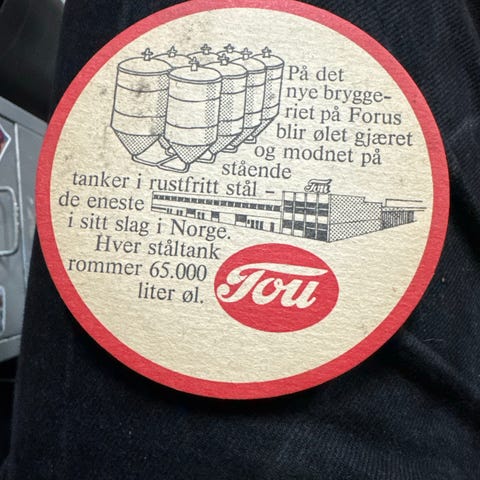 På det
nye brygge-
riet på Forus
blir ølet gjæret
og modnet på
stående
tanker i rustfritt stål –
Tou
de eneste
i sitt slag i Norge.
Hver ståltank
rommer 65.000
liter øl.
Tou